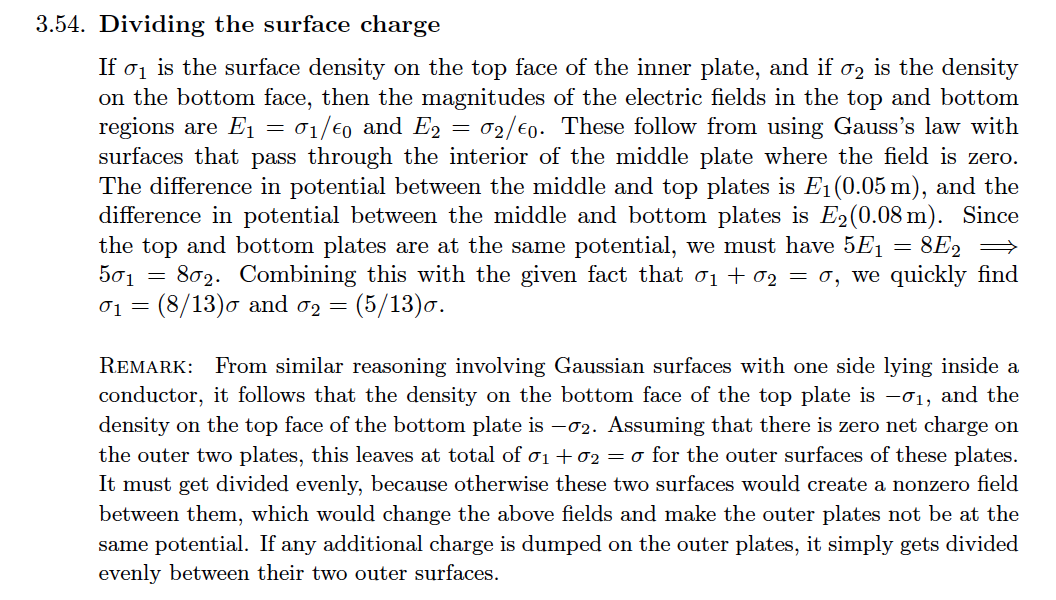 3.54. Dividing the surface charge
If σ1 is the surface density on the top face of the inner plate, and if σ2 is the density
on the bottom face, then the magnitudes of the electric fields in the top and bottom
regions are E1 = σ1/ϵ0 and E2 = σ2/ϵ0. These follow from using Gauss's law with
surfaces that pass through the interior of the middle plate where the field is zero.
The difference in potential between the middle and top plates is E1(0.05 m), and the
difference in potential between the middle and bottom plates is E2(0.08 m). Since
the top and bottom plates are at the same potential, we must have 5E1 = 8E2 ⟹
5σ1 = 8σ2. Combining this with the given fact that σ1 + σ2 = σ, we quickly find
σ1 = (8/13)σ and σ2 = (5/13)σ.
REMARK: From similar reasoning involving Gaussian surfaces with one side lying inside a
conductor, it follows that the density on the bottom face of the top plate is −σ1, and the
density on the top face of the bottom plate is −σ2. Assuming that there is zero net charge on
the outer two plates, this leaves at total of σ1 + σ2 = σ for the outer surfaces of these plates.
It must get divided evenly, because otherwise these two surfaces would create a nonzero field
between them, which would change the above fields and make the outer plates not be at the
same potential. If any additional charge is dumped on the outer plates, it simply gets divided
evenly between their two outer surfaces.